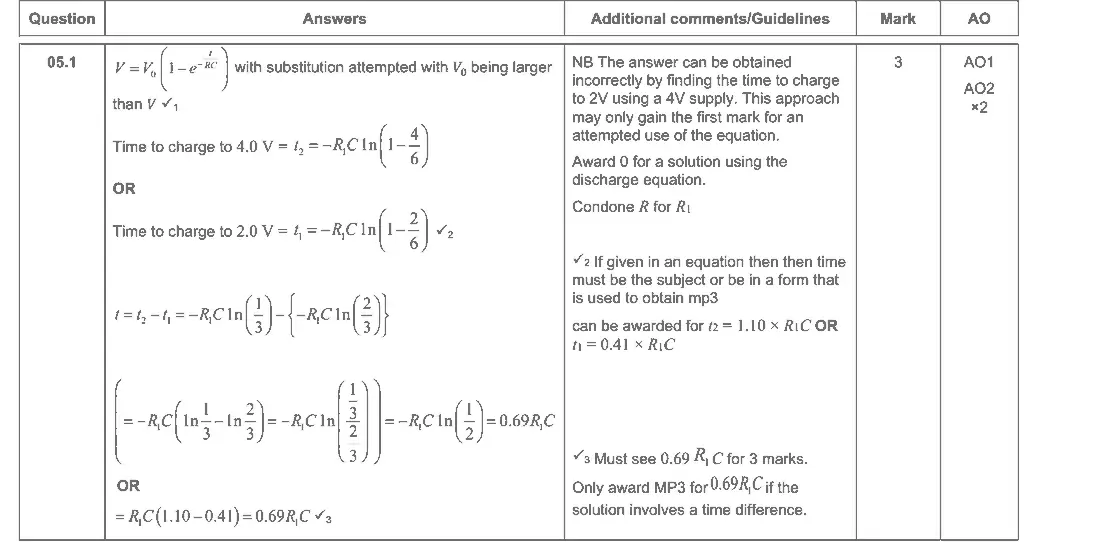 Question Answers Additional comments/Guidelines Mark AO
05.1
V = V₀(1 − e^(−t/RC)) with substitution attempted with V₀ being larger
than V ✓₁
Time to charge to 4.0 V = t₂ = −R₁C ln(1 − 4/6)
OR
Time to charge to 2.0 V = t₁ = −R₁C ln(1 − 2/6) ✓₂
t = t₂ − t₁ = −R₁C ln(1/3) − {−R₁C ln(2/3)}
(= −R₁C(ln 1/3 − ln 2/3) = −R₁C ln((1/3)/(2/3))) = −R₁C ln(1/2) = 0.69R₁C
OR
= R₁C(1.10 − 0.41) = 0.69R₁C ✓₃
NB The answer can be obtained
incorrectly by finding the time to charge
to 2V using a 4V supply. This approach
may only gain the first mark for an
attempted use of the equation.
Award 0 for a solution using the
discharge equation.
Condone R for R₁
✓₂ If given in an equation then then time
must be the subject or be in a form that
is used to obtain mp3
can be awarded for t₂ = 1.10 × R₁C OR
t₁ = 0.41 × R₁C
✓₃ Must see 0.69 R₁ C for 3 marks.
Only award MP3 for 0.69R₁C if the
solution involves a time difference.
3
AO1
AO2
×2